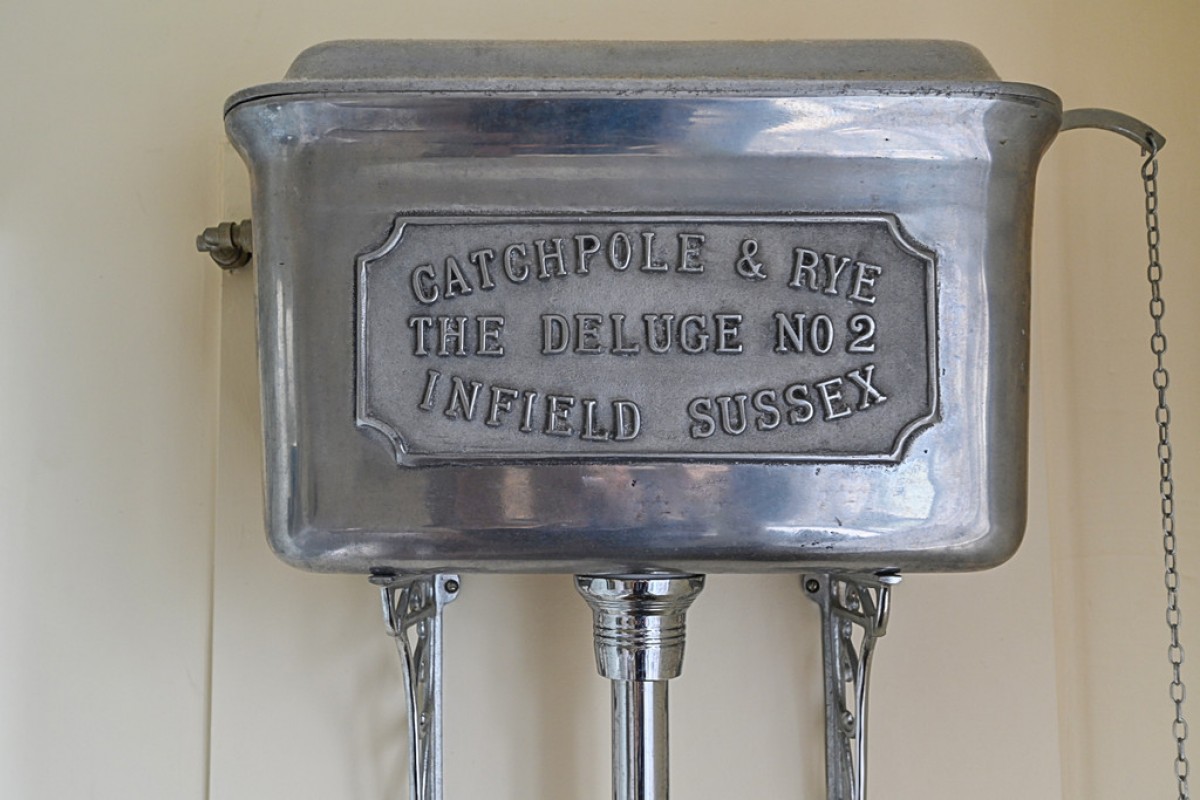 CATCHPOLE & RYE
THE DELUGE NO 2
INFIELD SUSSEX